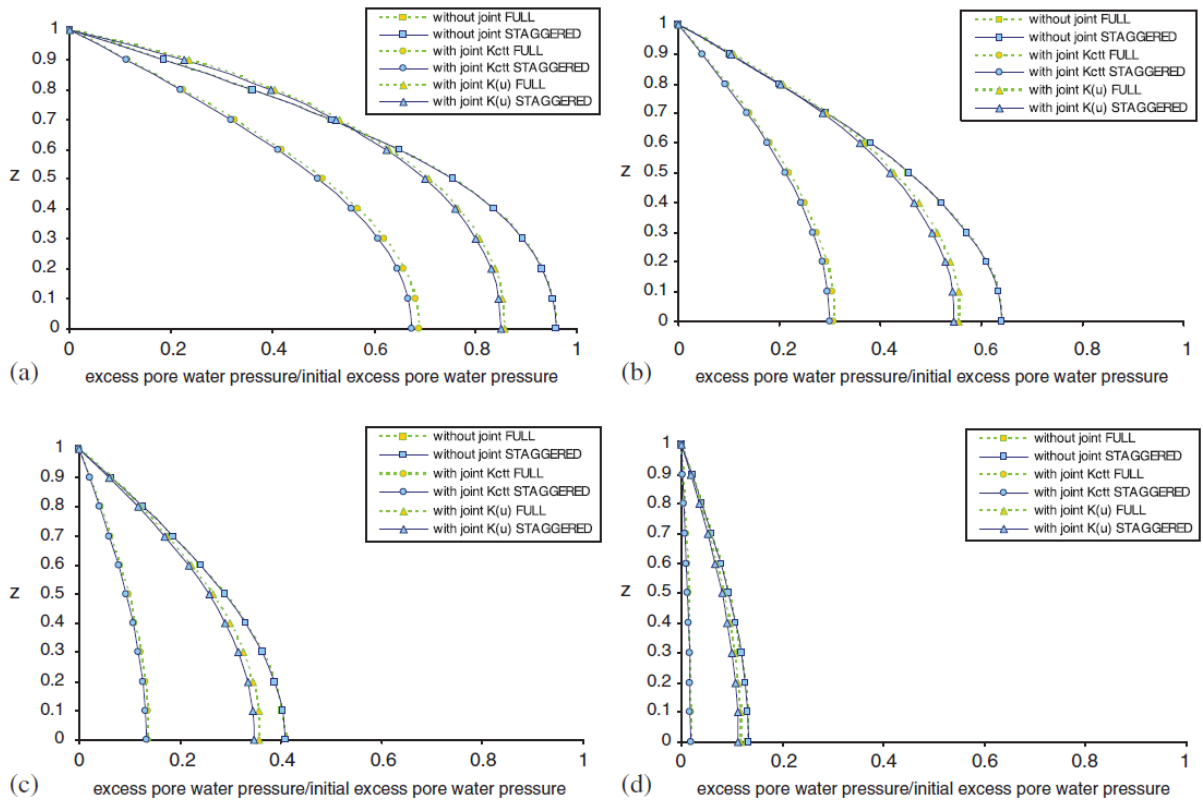 without joint FULL
without joint STAGGERED
with joint Kctt FULL
with joint Kctt STAGGERED
with joint K(u) FULL
with joint K(u) STAGGERED
1
0.9
0.8
0.7
0.6
z
0.5
0.4
0.3
0.2
0.1
0
0 0.2 0.4 0.6 0.8 1
(a) excess pore water pressure/initial excess pore water pressure
without joint FULL
without joint STAGGERED
with joint Kctt FULL
with joint Kctt STAGGERED
with joint K(u) FULL
with joint K(u) STAGGERED
1
0.9
0.8
0.7
0.6
z
0.5
0.4
0.3
0.2
0.1
0
0 0.2 0.4 0.6 0.8 1
(b) excess pore water pressure/initial excess pore water pressure
without joint FULL
without joint STAGGERED
with joint Kctt FULL
with joint Kctt STAGGERED
with joint K(u) FULL
with joint K(u) STAGGERED
1
0.9
0.8
0.7
0.6
z
0.5
0.4
0.3
0.2
0.1
0
0 0.2 0.4 0.6 0.8 1
(c) excess pore water pressure/initial excess pore water pressure
without joint FULL
without joint STAGGERED
with joint Kctt FULL
with joint Kctt STAGGERED
with joint K(u) FULL
with joint K(u) STAGGERED
1
0.9
0.8
0.7
0.6
z
0.5
0.4
0.3
0.2
0.1
0
0 0.2 0.4 0.6 0.8 1
(d) excess pore water pressure/initial excess pore water pressure